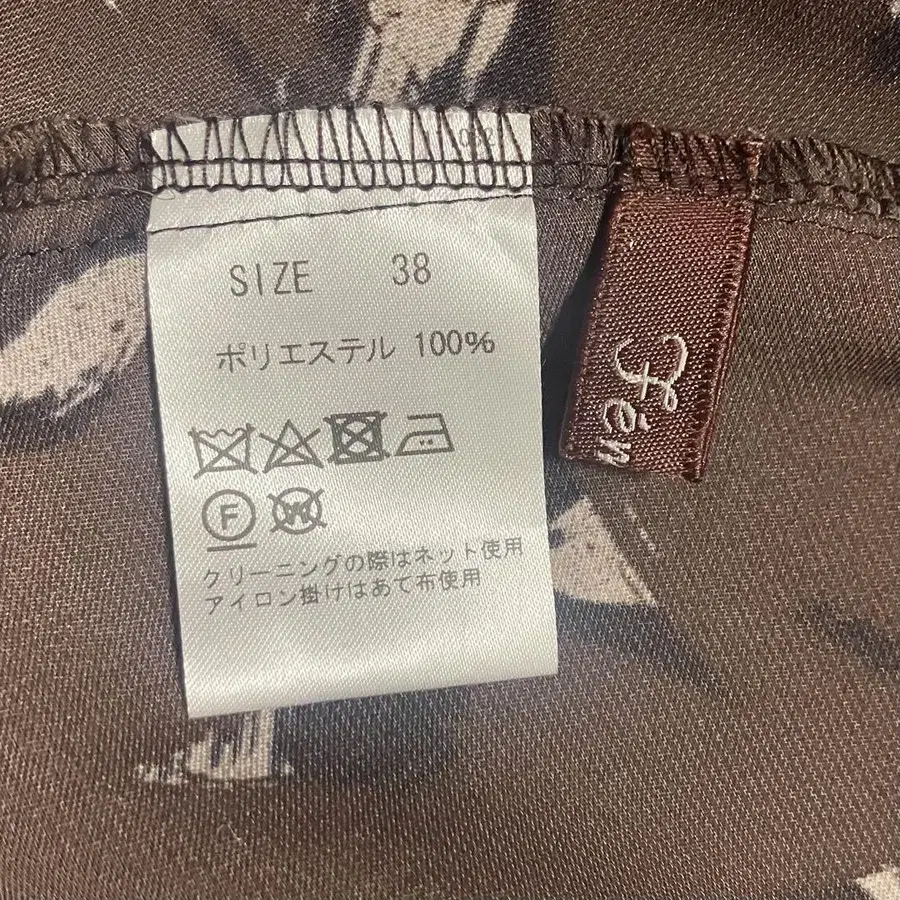 SIZE 38
ポリエステル 100%
F W
クリーニングの際はネット使用
アイロン掛けはあて布使用
Fén